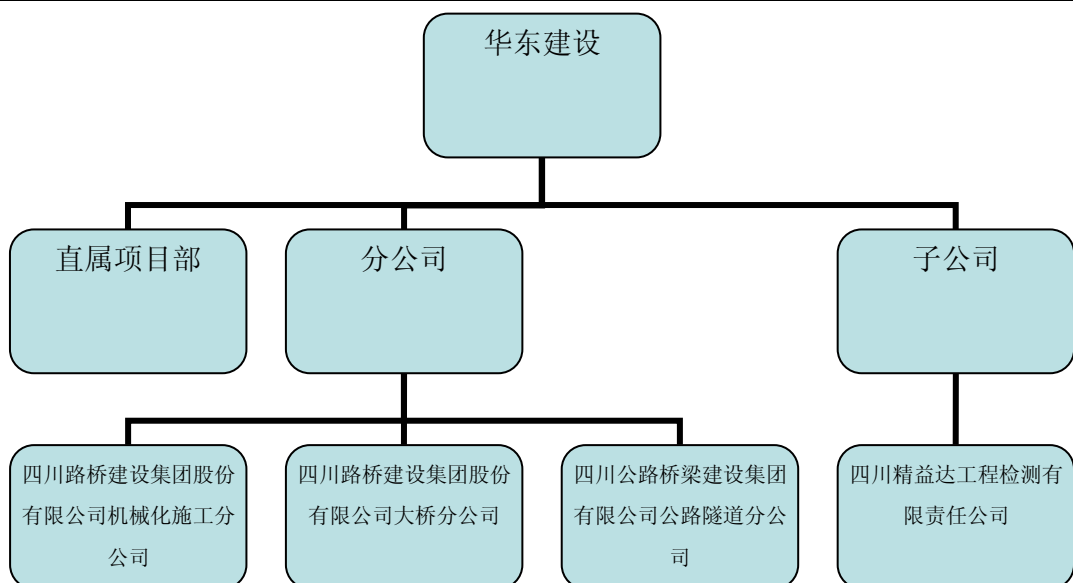 华东建设
直属项目部
分公司
子公司
四川路桥建设集团股份
有限公司机械化施工分
公司
四川路桥建设集团股份
有限公司大桥分公司
四川公路桥梁建设集团
有限公司公路隧道分公
司
四川精益达工程检测有
限责任公司